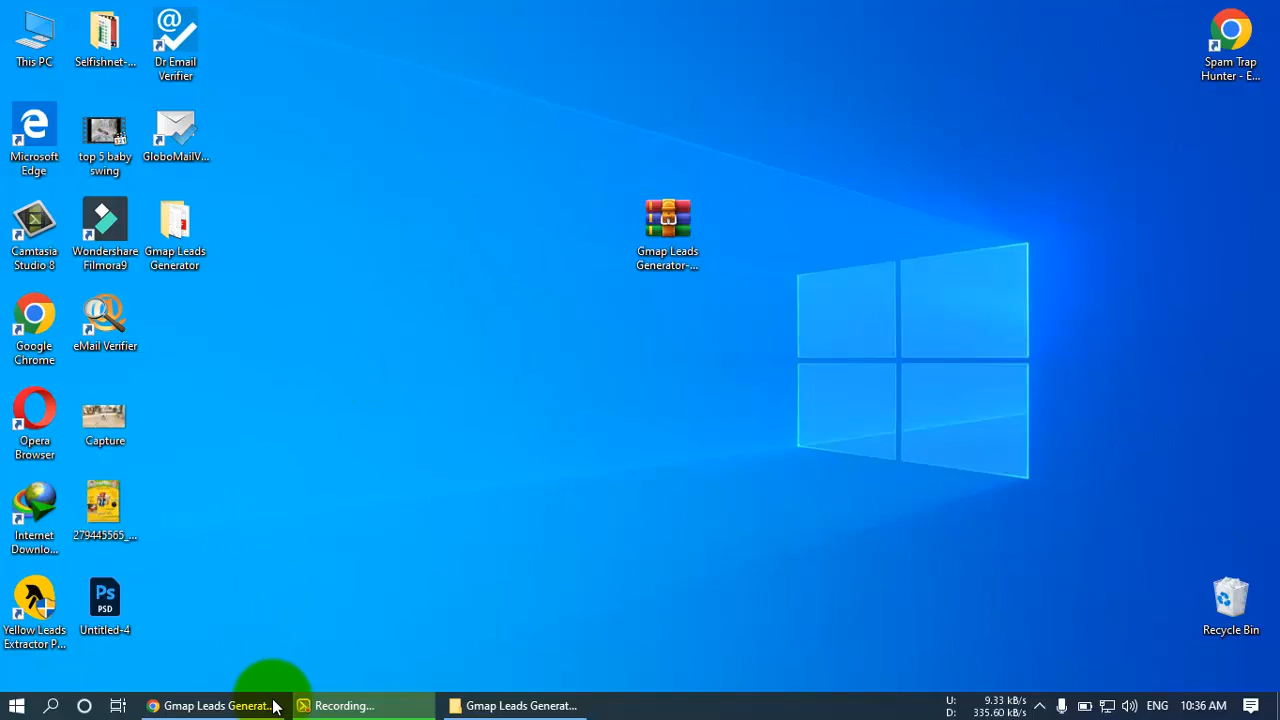 This PC
Selfishnet-...
@
Dr Email
Verifier
Microsoft
Edge
top 5 baby
swing
GloboMailV...
Camtasia
Studio 8
Wondershare
Filmora9
Gmap Leads
Generator
Google
Chrome
eMail Verifier
Opera
Browser
Capture
Internet
Downlo...
279445565_...
Yellow Leads
Extractor P...
Ps
PSD
Untitled-4
Gmap Leads
Generator-...
Spam Trap
Hunter - E...
Recycle Bin
Gmap Leads Generat...
Recording...
Gmap Leads Generat...
U: 9.33 kB/s
D: 335.60 kB/s
ENG
10:36 AM